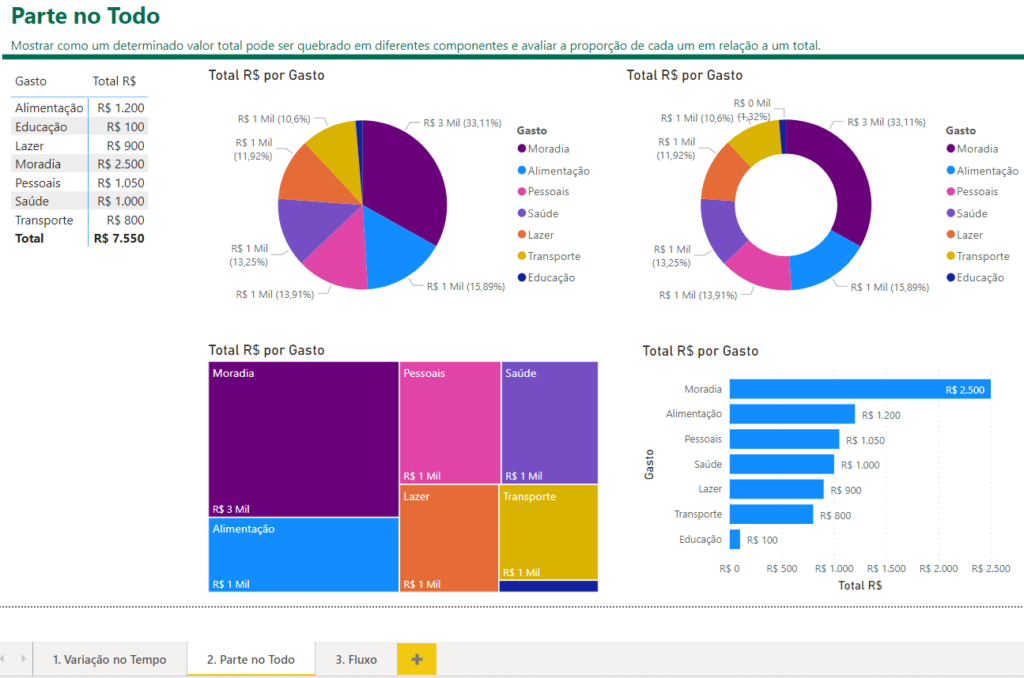 Parte no Todo
Mostrar como um determinado valor total pode ser quebrado em diferentes componentes e avaliar a proporção de cada um em relação a um total.
Gasto Total R$
Alimentação R$ 1.200
Educação R$ 100
Lazer R$ 900
Moradia R$ 2.500
Pessoais R$ 1.050
Saúde R$ 1.000
Transporte R$ 800
Total R$ 7.550
Total R$ por Gasto
R$ 1 Mil (10,6%)
R$ 3 Mil (33,11%)
R$ 1 Mil
(11,92%)
R$ 1 Mil
(13,25%)
R$ 1 Mil (13,91%)
R$ 1 Mil (15,89%)
Gasto
Moradia
Alimentação
Pessoais
Saúde
Lazer
Transporte
Educação
Total R$ por Gasto
R$ 0 Mil
(1,32%)
R$ 1 Mil (10,6%)
R$ 3 Mil (33,11%)
R$ 1 Mil
(11,92%)
R$ 1 Mil
(13,25%)
R$ 1 Mil (13,91%)
R$ 1 Mil (15,89%)
Gasto
Moradia
Alimentação
Pessoais
Saúde
Lazer
Transporte
Educação
Total R$ por Gasto
Moradia
R$ 3 Mil
Alimentação
R$ 1 Mil
Pessoais
R$ 1 Mil
Saúde
R$ 1 Mil
Lazer
R$ 1 Mil
Transporte
R$ 1 Mil
Total R$ por Gasto
Gasto
Moradia R$ 2.500
Alimentação R$ 1.200
Pessoais R$ 1.050
Saúde R$ 1.000
Lazer R$ 900
Transporte R$ 800
Educação R$ 100
R$ 0 R$ 500 R$ 1.000 R$ 1.500 R$ 2.000 R$ 2.500
Total R$
1. Variação no Tempo 2. Parte no Todo 3. Fluxo +